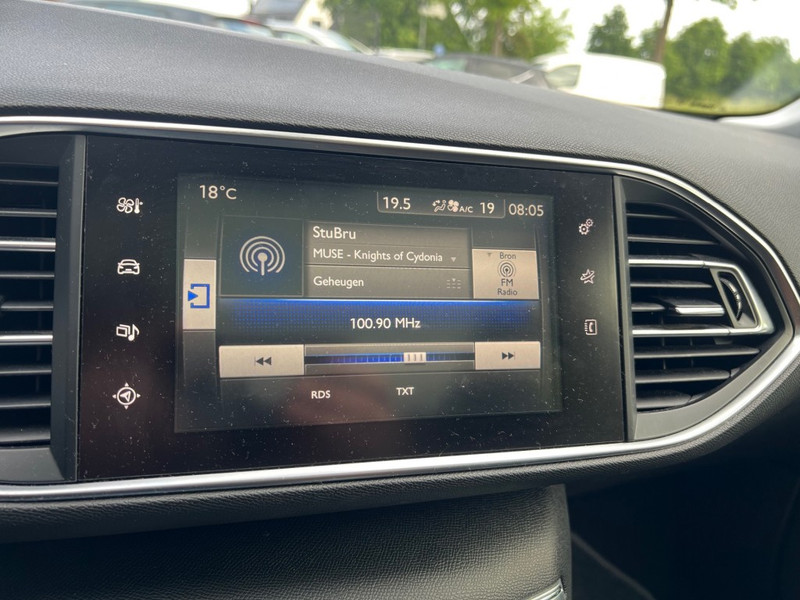 18°C
19.5 A/C 19 08:05
StuBru
MUSE - Knights of Cydonia
Geheugen
Bron
FM
Radio
100.90 MHz
RDS TXT